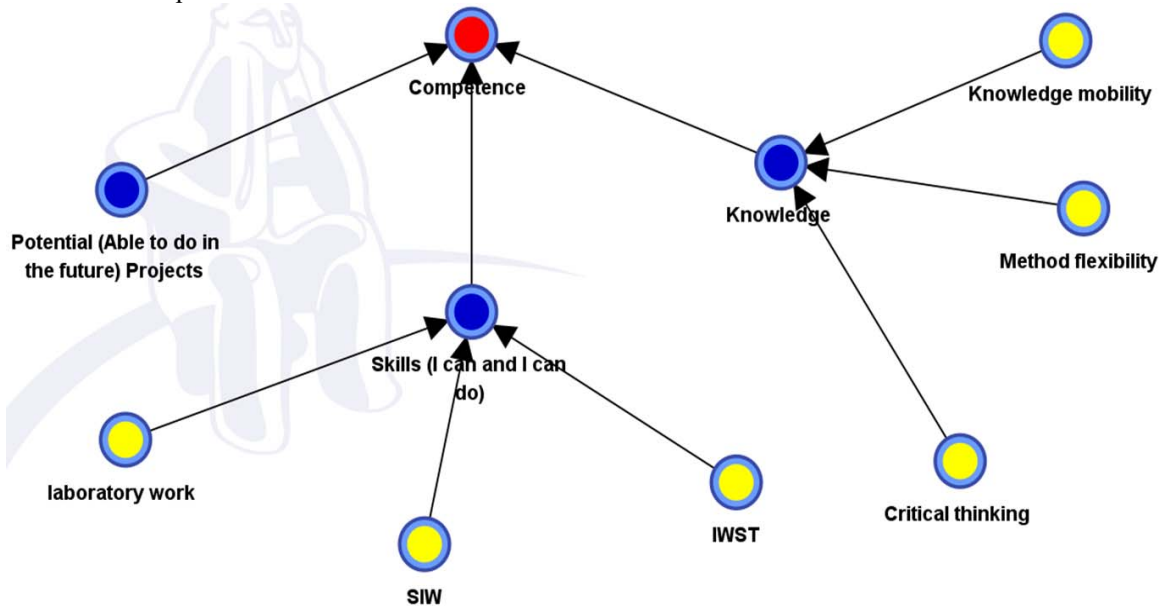 Competence
Knowledge mobility
Knowledge
Potential (Able to do in
the future) Projects
Method flexibility
Skills (I can and I can
do)
laboratory work
IWST
Critical thinking
SIW